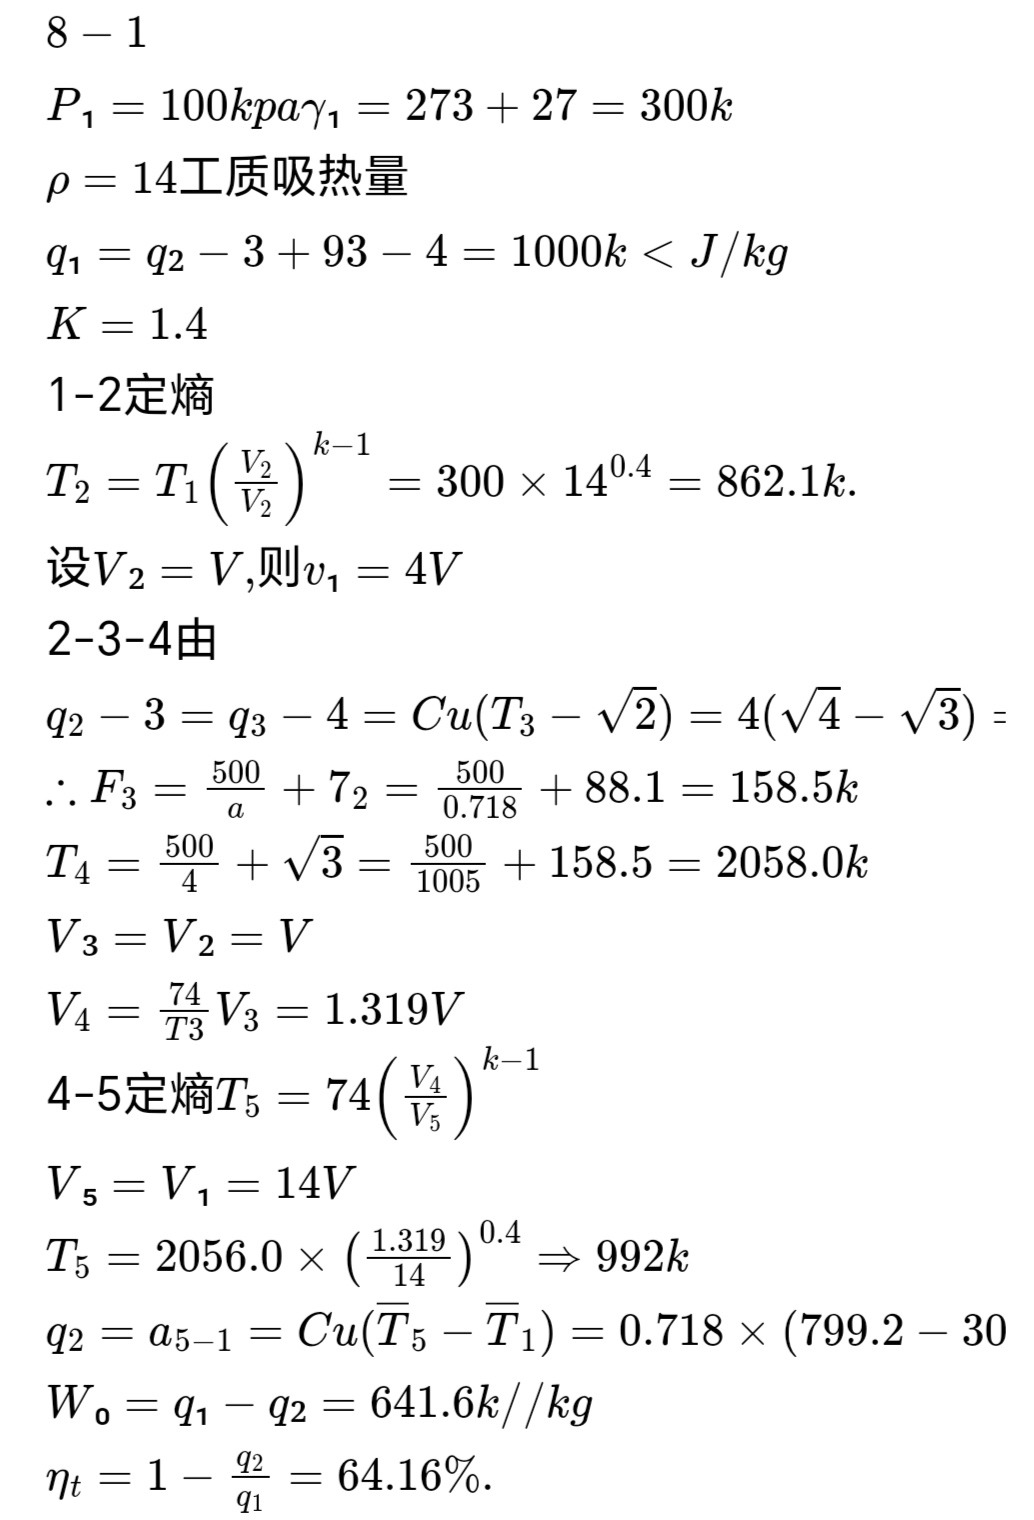 8 − 1
P₁ = 100kpaγ₁ = 273 + 27 = 300k
ρ = 14工质吸热量
q₁ = q₂ − 3 + 93 − 4 = 1000k < J/kg
K = 1.4
1-2定熵
T₂ = T₁(V₂/V₂)^{k−1} = 300 × 14^{0.4} = 862.1k.
设V₂ = V,则v₁ = 4V
2-3-4由
q₂ − 3 = q₃ − 4 = Cu(T₃ − √2) = 4(√4 − √3) =
∴ F₃ = 500/a + 7₂ = 500/0.718 + 88.1 = 158.5k
T₄ = 500/4 + √3 = 500/1005 + 158.5 = 2058.0k
V₃ = V₂ = V
V₄ = 74/T3 V₃ = 1.319V
4-5定熵T₅ = 74(V₄/V₅)^{k−1}
V₅ = V₁ = 14V
T₅ = 2056.0 × (1.319/14)^{0.4} ⇒ 992k
q₂ = a₅₋₁ = Cu(T̅₅ − T̅₁) = 0.718 × (799.2 − 30
W₀ = q₁ − q₂ = 641.6k//kg
η_t = 1 − q₂/q₁ = 64.16%.